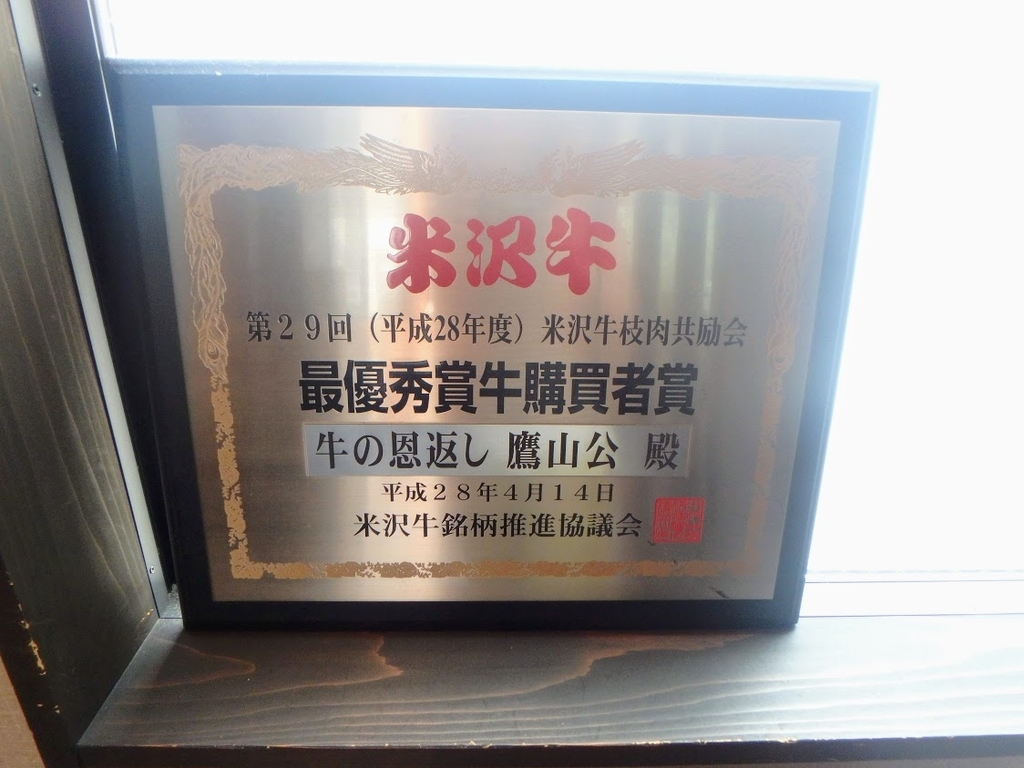 米沢牛
第２９回（平成28年度）米沢牛枝肉共励会
最優秀賞牛購買者賞
牛の恩返し 鷹山公 殿
平成２８年４月１４日
米沢牛銘柄推進協議会